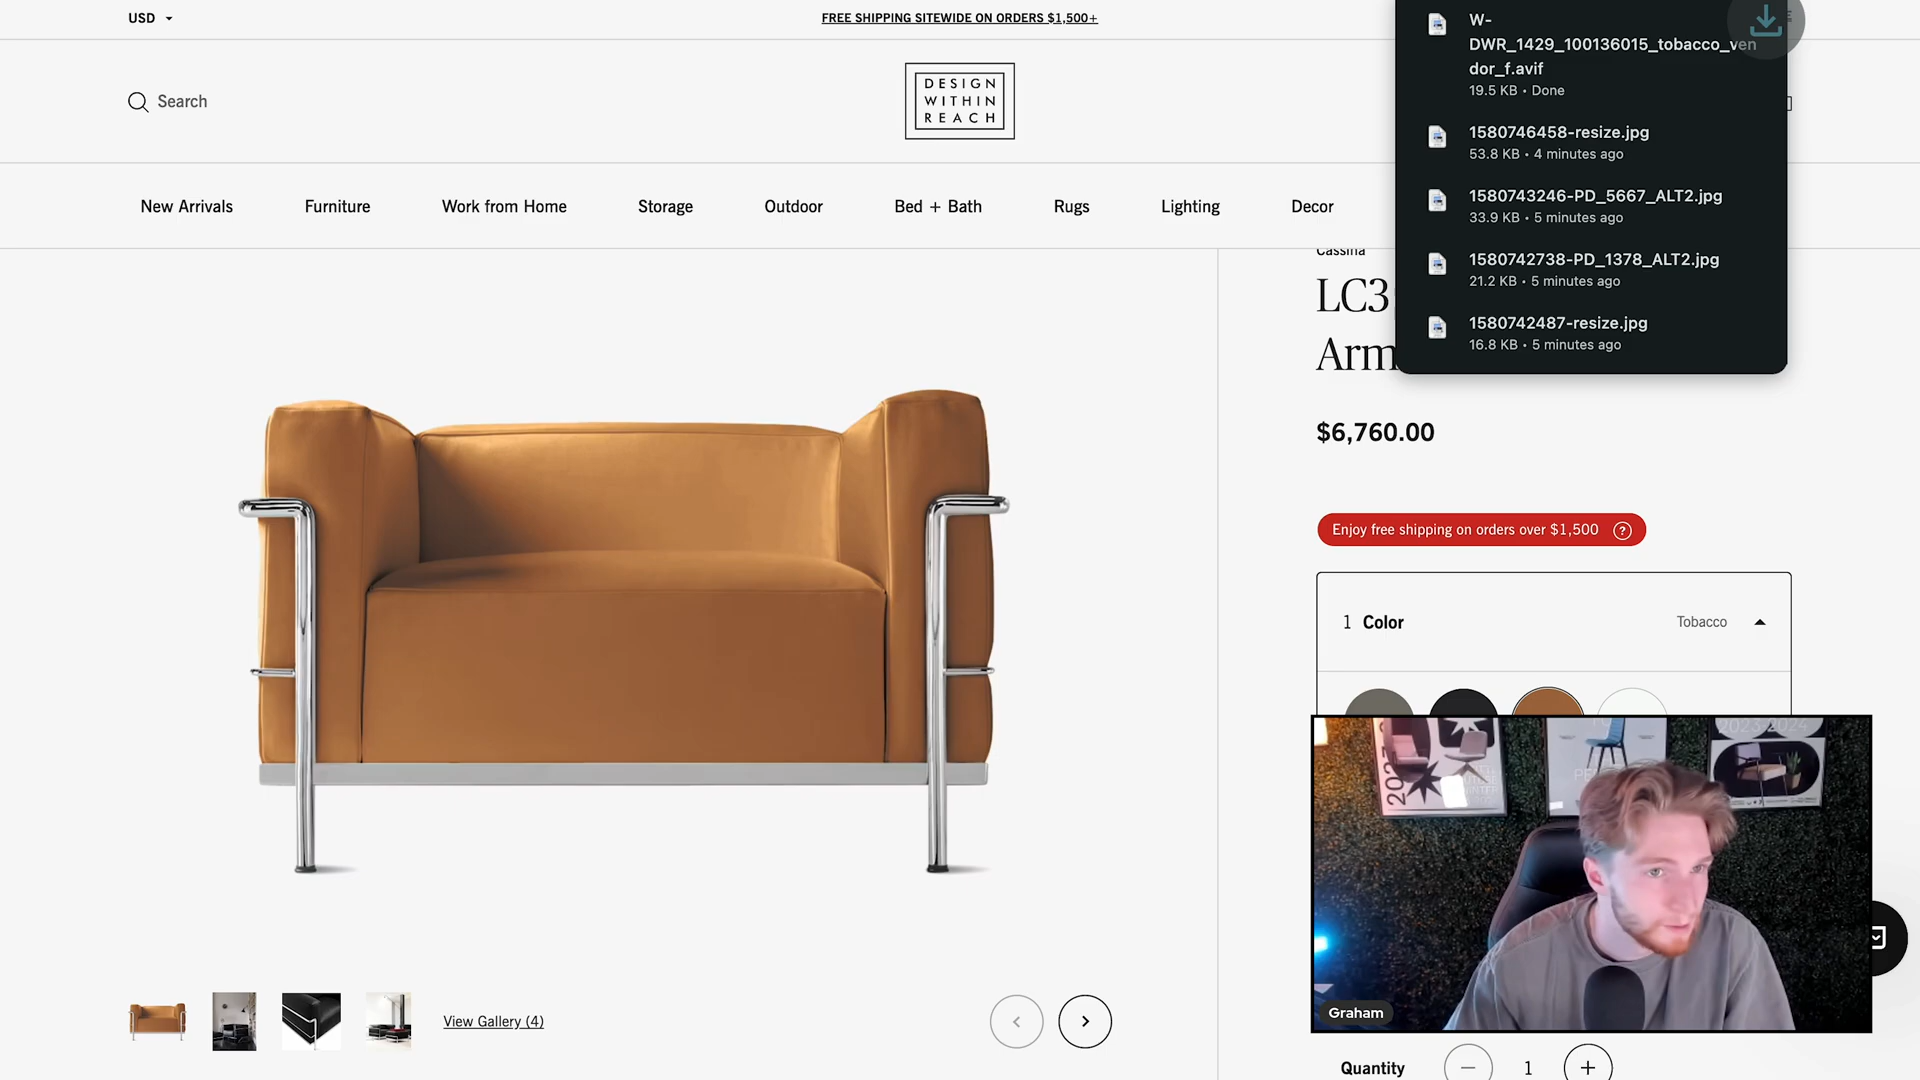 USD
FREE SHIPPING SITEWIDE ON ORDERS $1,500+
Search
DESIGN
WITHIN
REACH
New Arrivals
Furniture
Work from Home
Storage
Outdoor
Bed + Bath
Rugs
Lighting
Decor
W-
DWR_1429_100136015_tobacco_ven
dor_f.avif
19.5 KB • Done
1580746458-resize.jpg
53.8 KB • 4 minutes ago
1580743246-PD_5667_ALT2.jpg
33.9 KB • 5 minutes ago
1580742738-PD_1378_ALT2.jpg
21.2 KB • 5 minutes ago
1580742487-resize.jpg
16.8 KB • 5 minutes ago
Cassina
LC3
Arm
$6,760.00
Enjoy free shipping on orders over $1,500 ?
1 Color
Tobacco
2023-2024
Graham
View Gallery (4)
Quantity
1